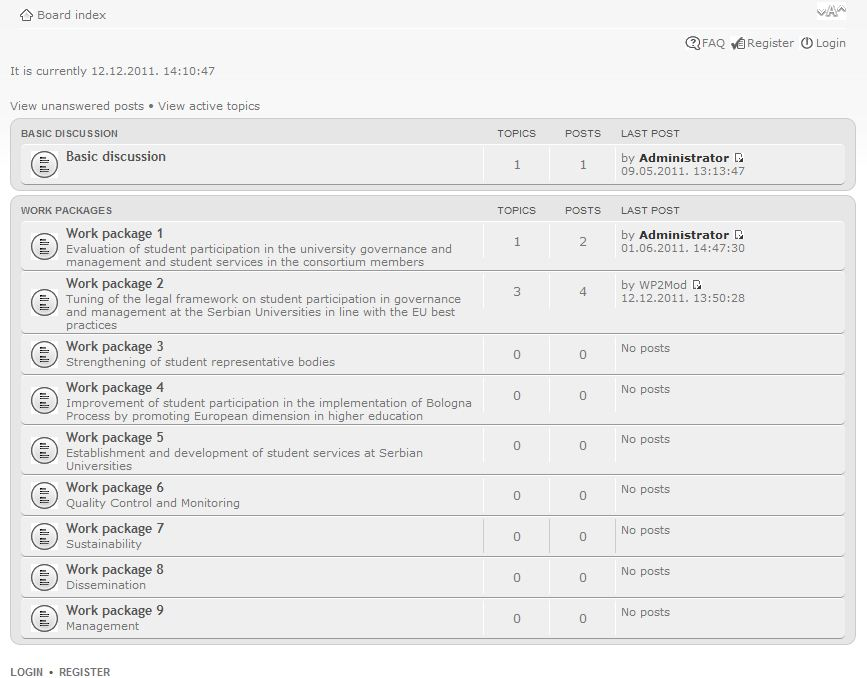 Board index
A
FAQ Register Login
It is currently 12.12.2011. 14:10:47
View unanswered posts • View active topics
BASIC DISCUSSION TOPICS POSTS LAST POST
Basic discussion 1 1 by Administrator
09.05.2011. 13:13:47
WORK PACKAGES TOPICS POSTS LAST POST
Work package 1 1 2 by Administrator
Evaluation of student participation in the university governance and 01.06.2011. 14:47:30
management and student services in the consortium members
Work package 2 3 4 by WP2Mod
Tuning of the legal framework on student participation in governance 12.12.2011. 13:50:28
and management at the Serbian Universities in line with the EU best
practices
Work package 3 0 0 No posts
Strengthening of student representative bodies
Work package 4 0 0 No posts
Improvement of student participation in the implementation of Bologna
Process by promoting European dimension in higher education
Work package 5 0 0 No posts
Establishment and development of student services at Serbian
Universities
Work package 6 0 0 No posts
Quality Control and Monitoring
Work package 7 0 0 No posts
Sustainability
Work package 8 0 0 No posts
Dissemination
Work package 9 0 0 No posts
Management
LOGIN • REGISTER